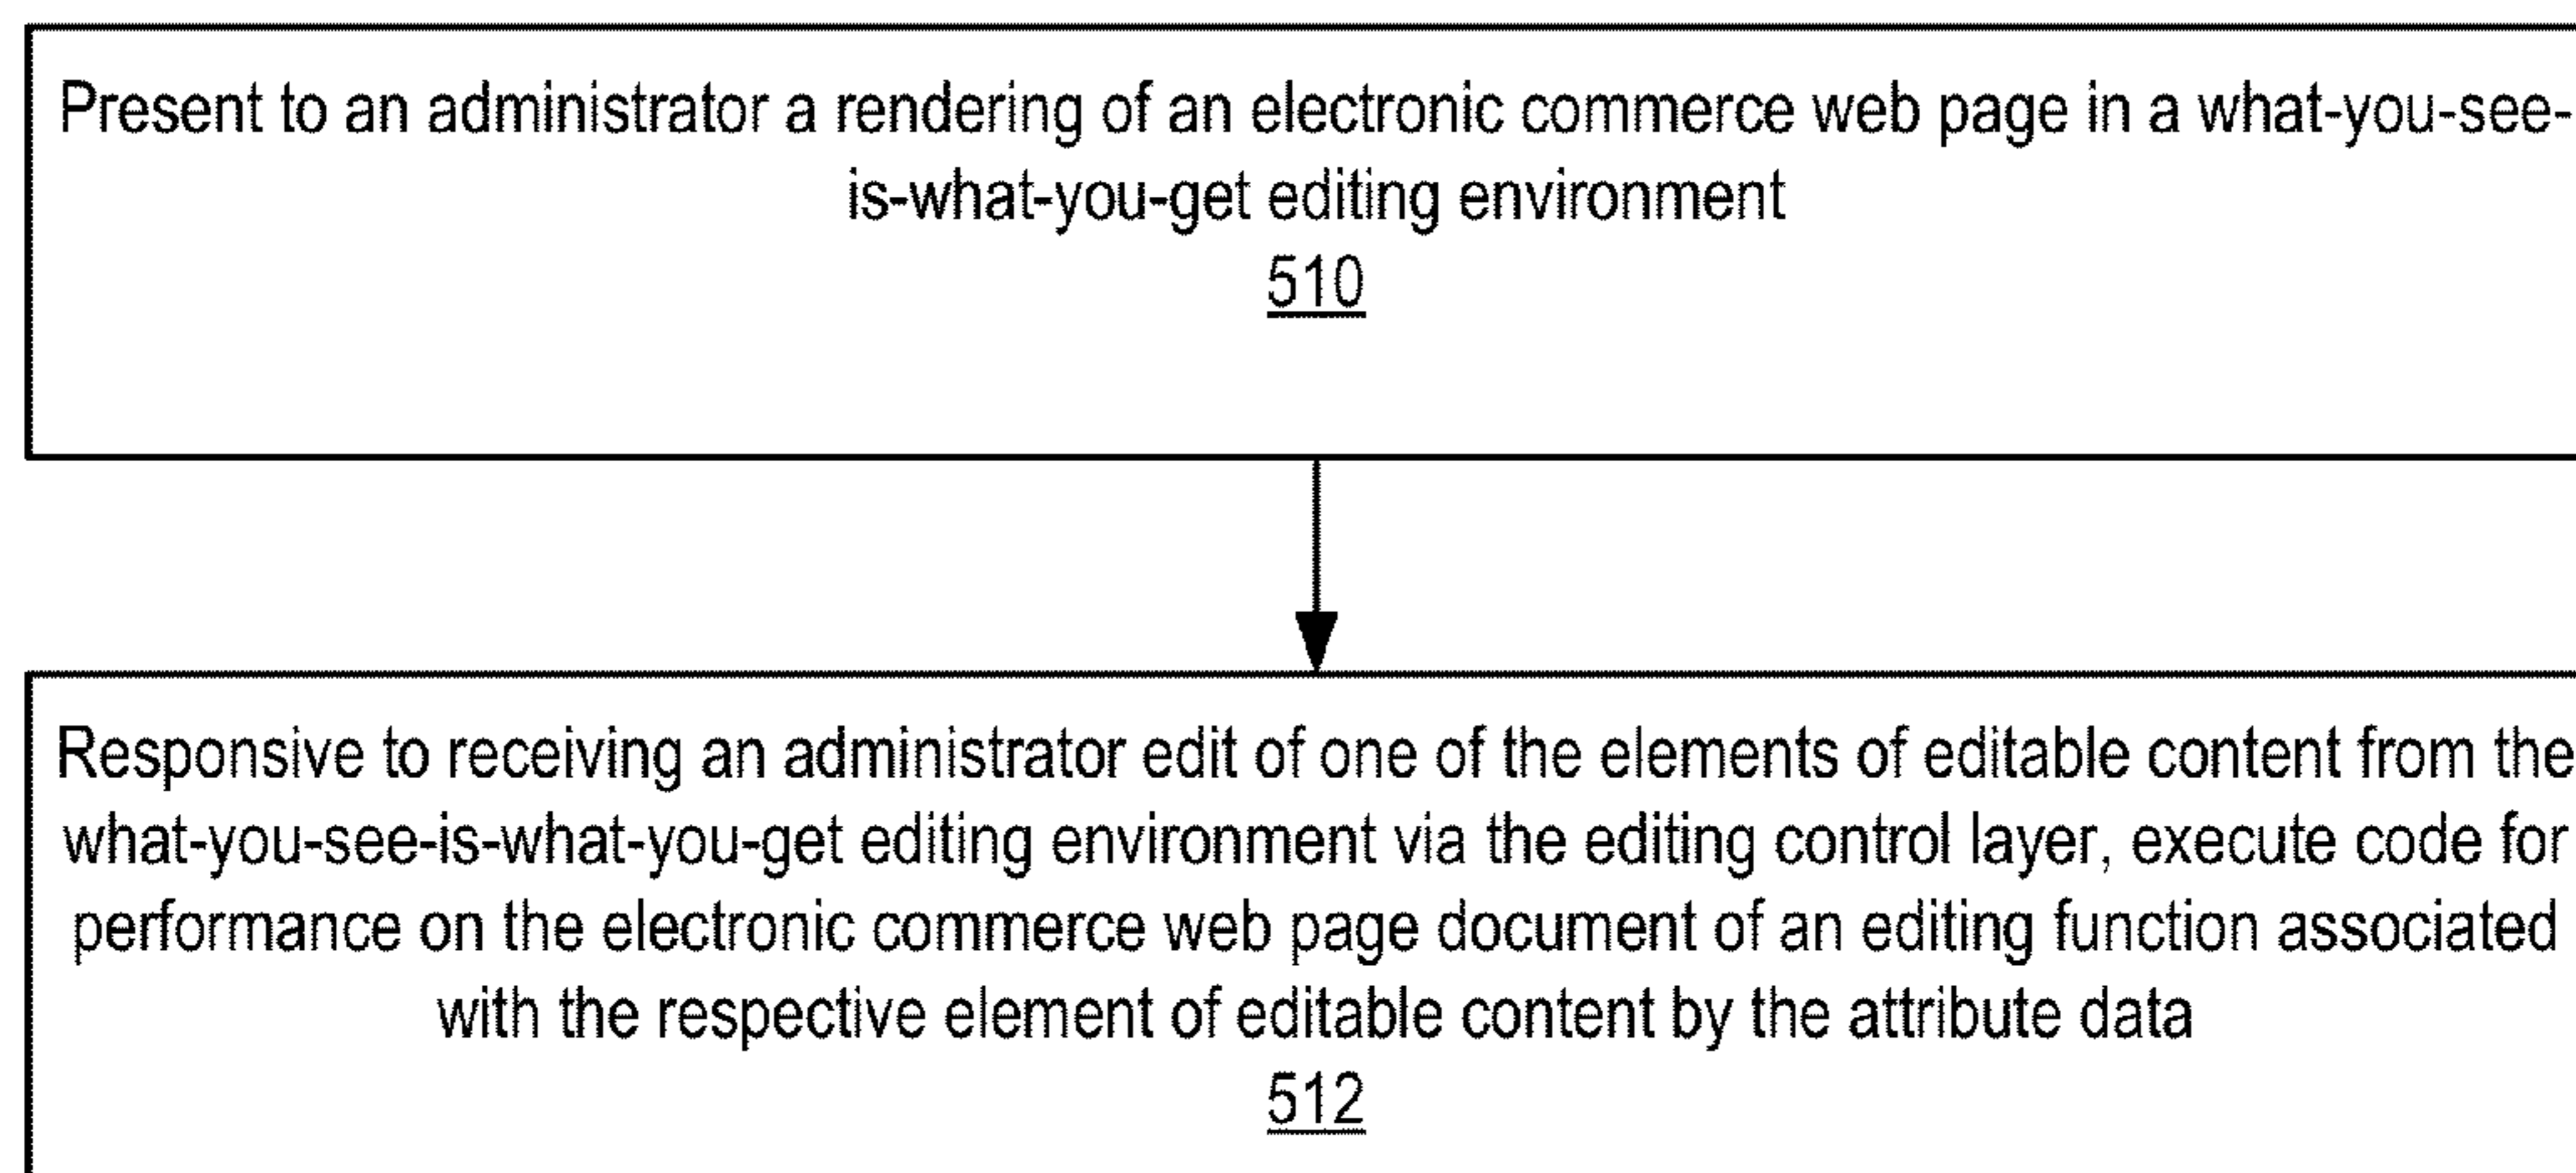 Present to an administrator a rendering of an electronic commerce web page in a what-you-see-
is-what-you-get editing environment
510
Responsive to receiving an administrator edit of one of the elements of editable content from the
what-you-see-is-what-you-get editing environment via the editing control layer, execute code for
performance on the electronic commerce web page document of an editing function associated
with the respective element of editable content by the attribute data
512